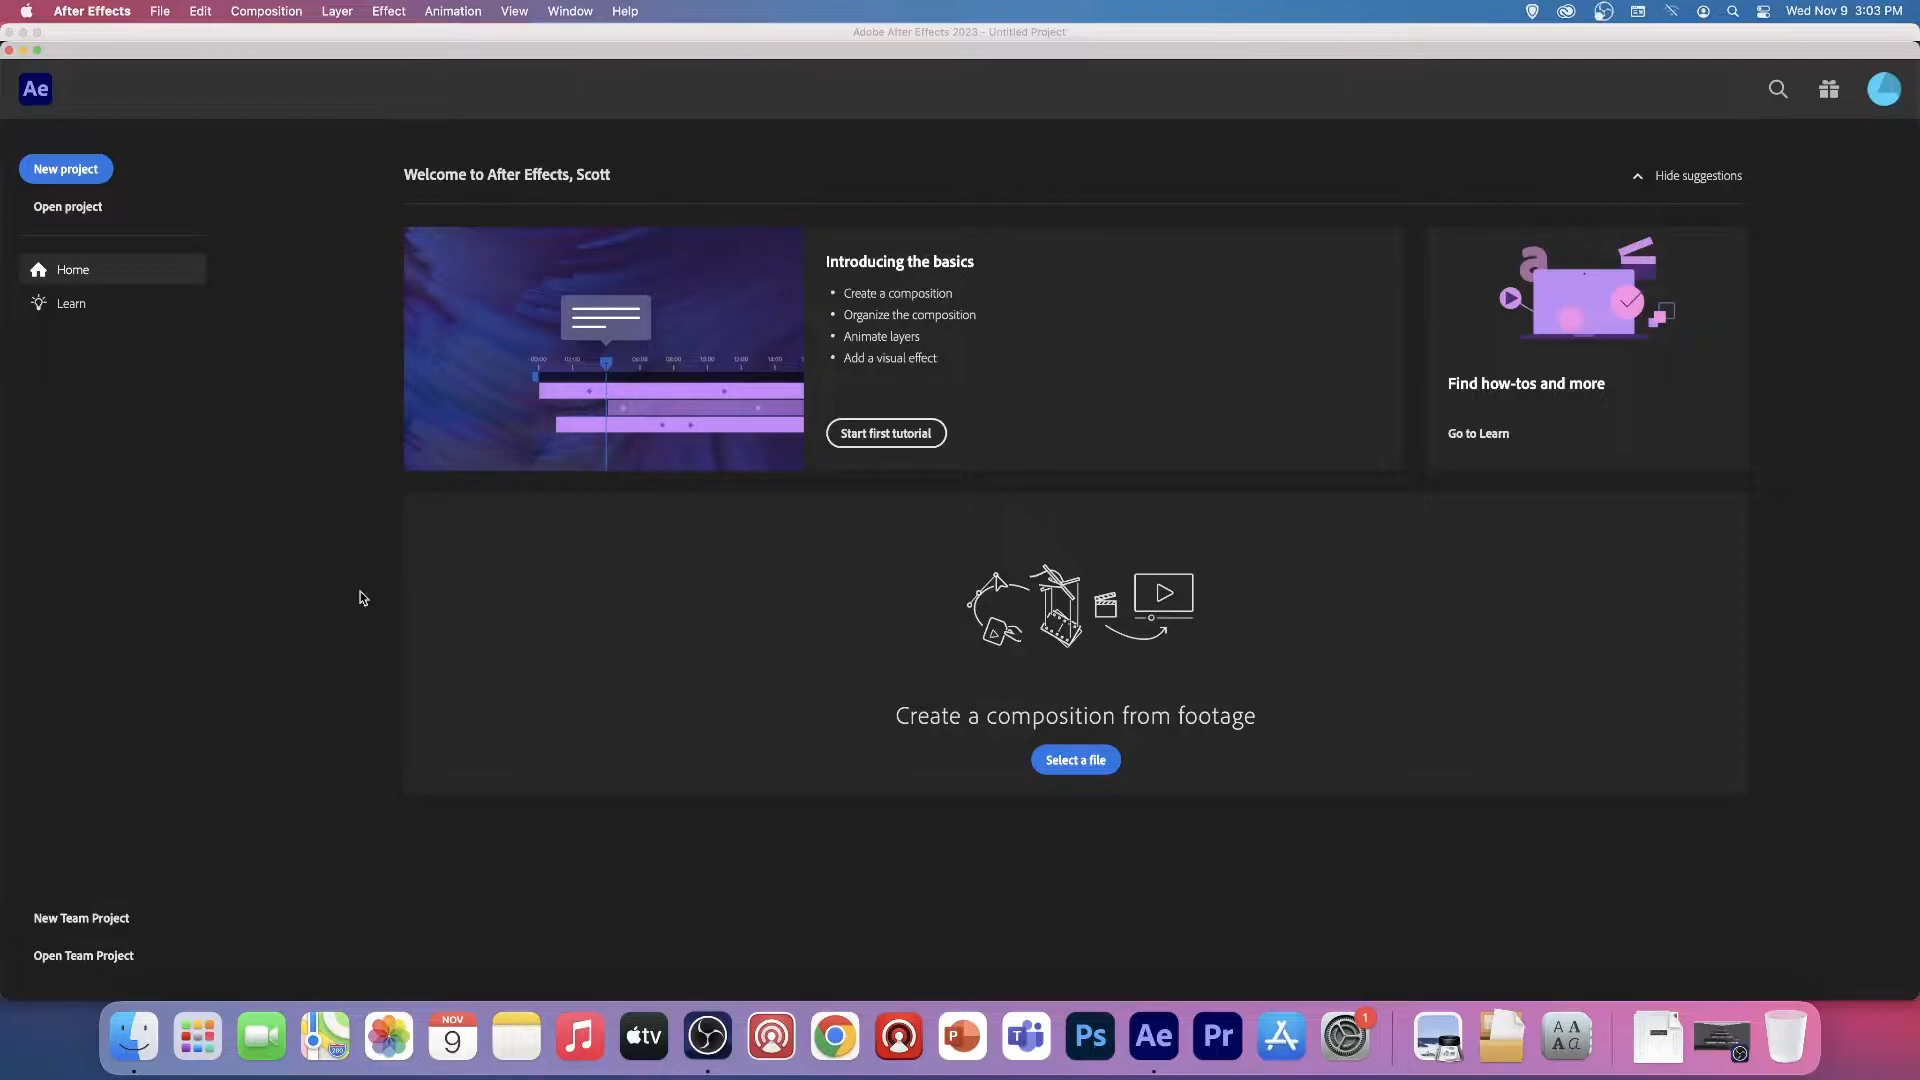 After Effects File Edit Composition Layer Effect Animation View Window Help Wed Nov 9 3:03 PM
Adobe After Effects 2023 - Untitled Project
Ae
New project
Open project
Home
Learn
Welcome to After Effects, Scott
Hide suggestions
Introducing the basics
• Create a composition
• Organize the composition
• Animate layers
• Add a visual effect
Start first tutorial
a
Find how-tos and more
Go to Learn
Create a composition from footage
Select a file
New Team Project
Open Team Project
NOV
9
280
tv
P
T
Ps
Ae
Pr
1
A A
A a